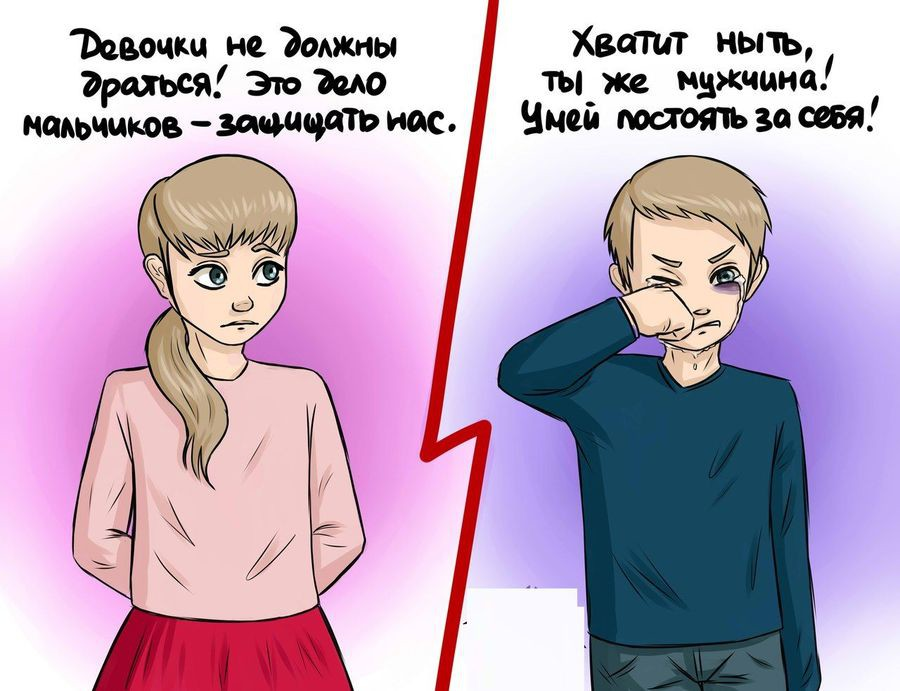 Девочки не должны
драться! Это дело
мальчиков – защищать нас.
Хватит ныть,
ты же мужчина!
Умей постоять за себя!